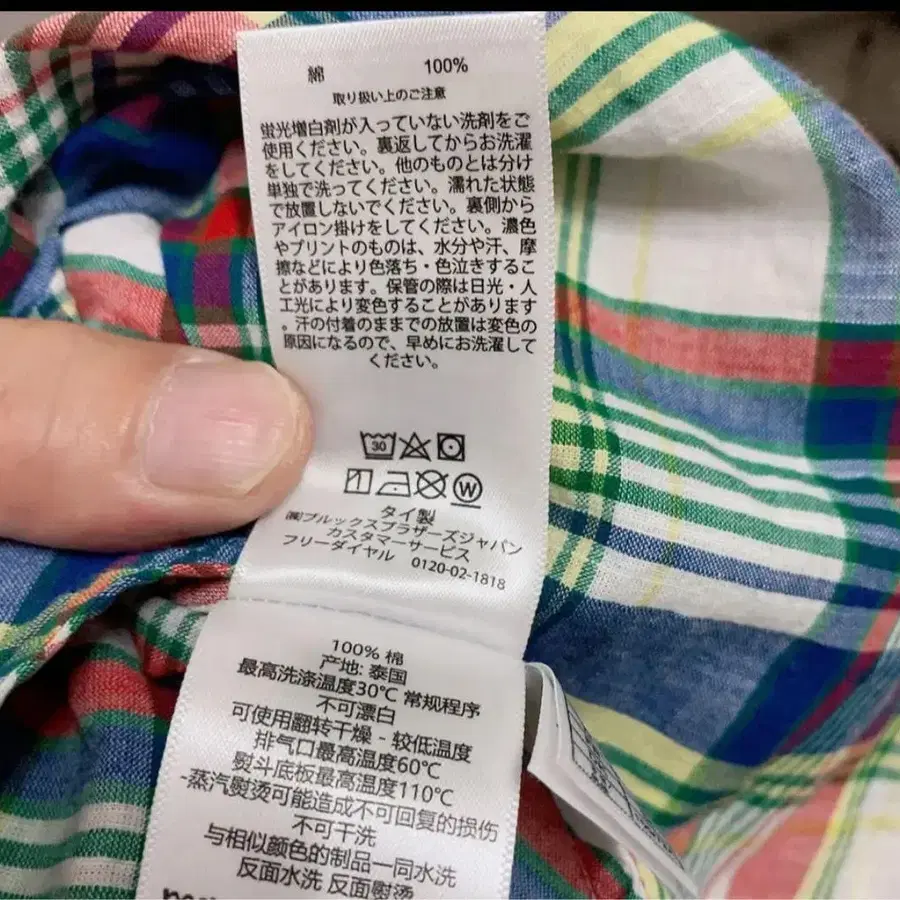 綿 100%
取り扱い上のご注意
蛍光増白剤が入っていない洗剤をご
使用ください。裏返してからお洗濯
をしてください。他のものとは分け
単独で洗ってください。濡れた状態
で放置しないでください。裏側から
アイロン掛けをしてください。濃色
やプリントのものは、水分や汗、摩
擦などにより色落ち・色泣きするこ
とがあります。保管の際は日光・人
工光により変色することがあります
。汗の付着のままでの放置は変色の
原因になるので、早めにお洗濯して
ください。
30
W
タイ製
㈱ブルックスブラザーズジャパン
カスタマーサービス
フリーダイヤル 0120-02-1818
100% 棉
产地: 泰国
最高洗涤温度30℃ 常规程序
不可漂白
可使用翻转干燥 - 较低温度
排气口最高温度60℃
熨斗底板最高温度110℃
-蒸汽熨烫可能造成不可回复的损伤
不可干洗
与相似颜色的制品一同水洗
反面水洗 反面熨烫